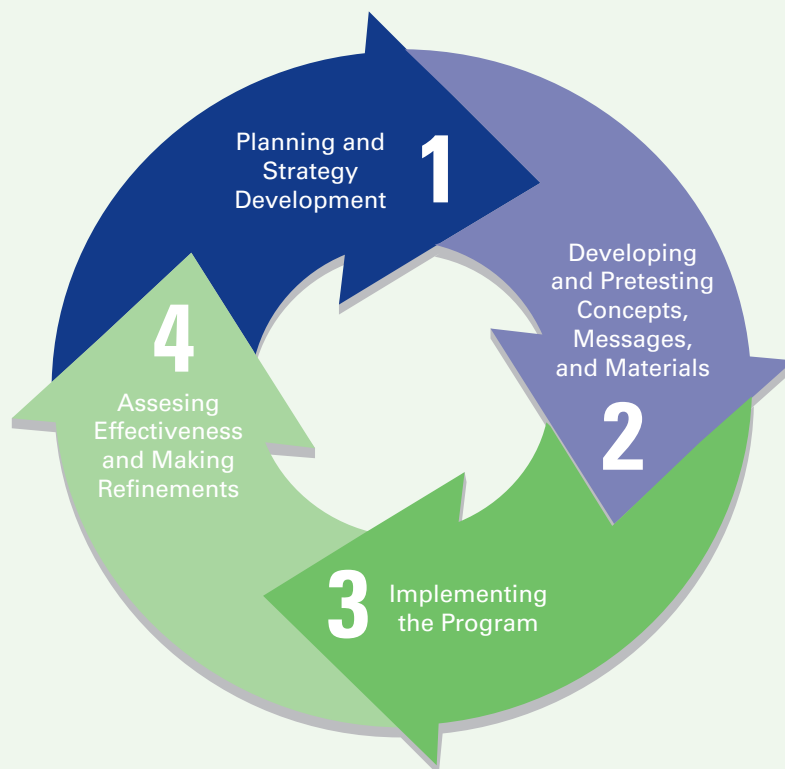 Planning and
Strategy
Development
1
Developing
and Pretesting
Concepts,
Messages,
and Materials
2
3
Implementing
the Program
4
Assesing
Effectiveness
and Making
Refinements